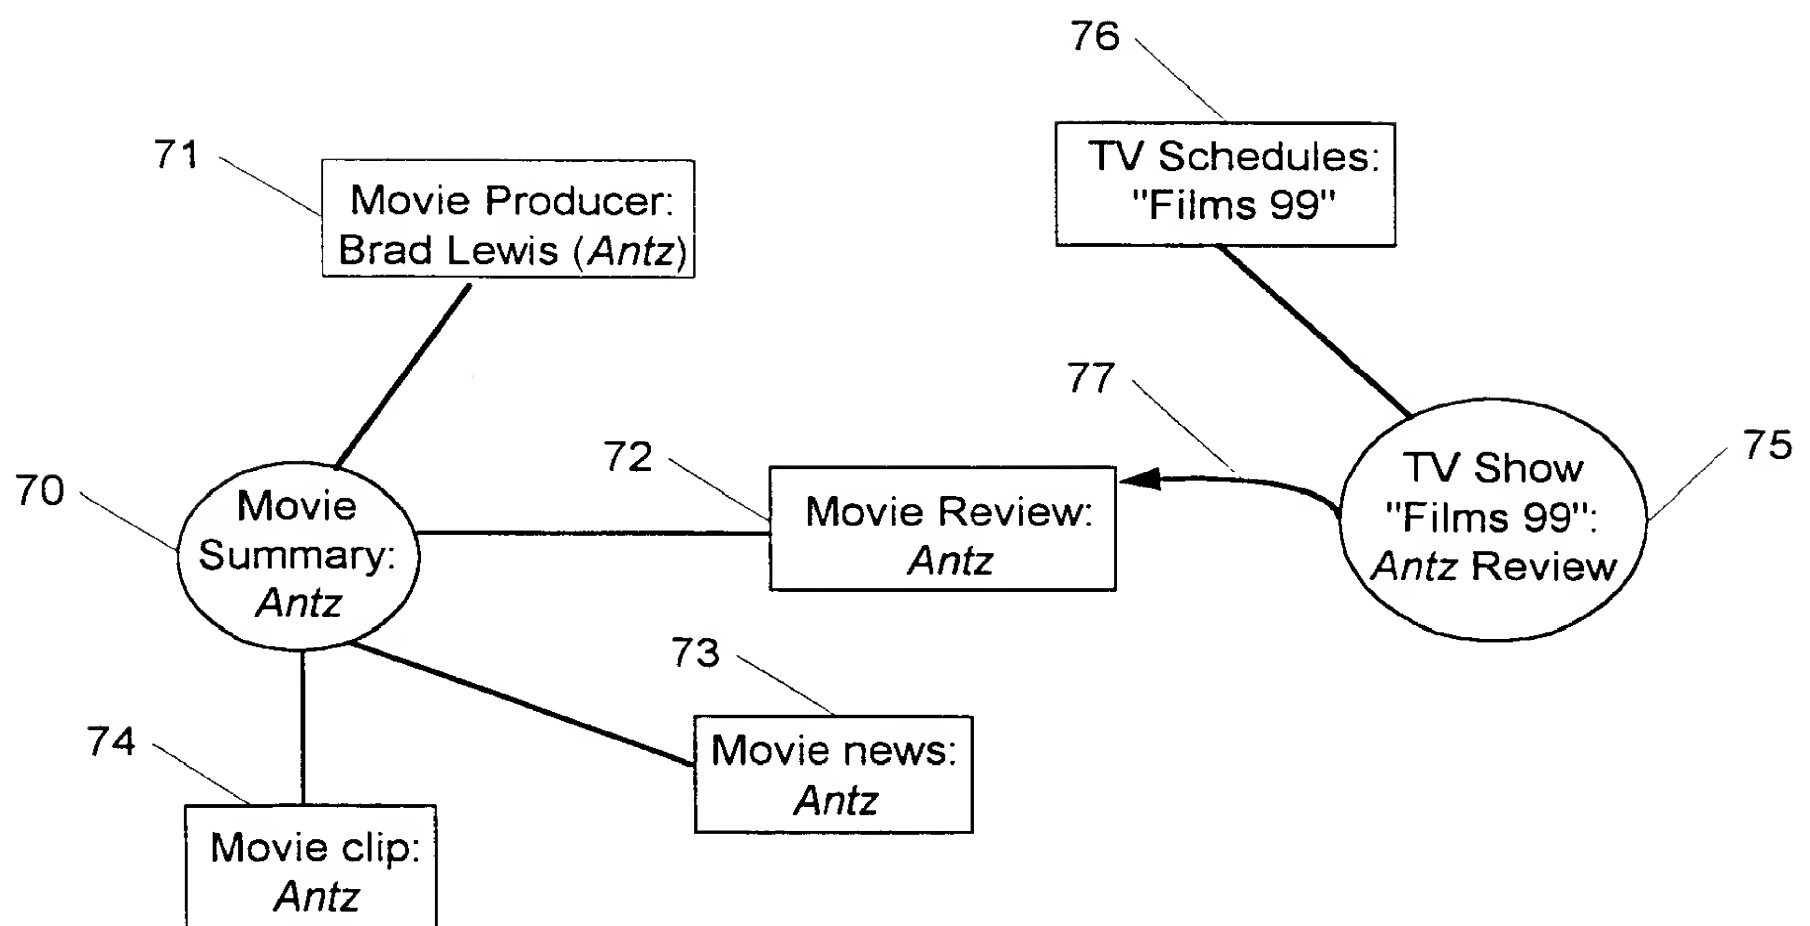 76
TV Schedules:
"Films 99"
71
Movie Producer:
Brad Lewis (Antz)
77
75
TV Show
"Films 99":
Antz Review
72
Movie Review:
Antz
70
Movie
Summary:
Antz
73
Movie news:
Antz
74
Movie clip:
Antz